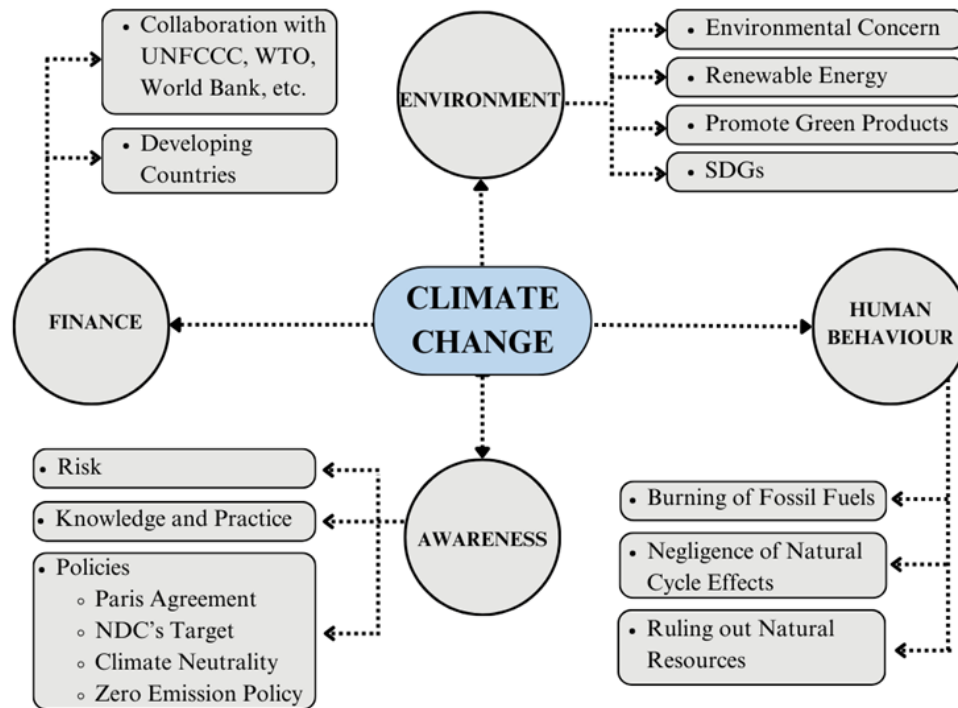 • Collaboration with
UNFCCC, WTO,
World Bank, etc.
• Developing
Countries
FINANCE
ENVIRONMENT
• Environmental Concern
• Renewable Energy
• Promote Green Products
• SDGs
CLIMATE
CHANGE
HUMAN
BEHAVIOUR
• Burning of Fossil Fuels
• Negligence of Natural
Cycle Effects
• Ruling out Natural
Resources
AWARENESS
• Risk
• Knowledge and Practice
• Policies
◦ Paris Agreement
◦ NDC's Target
◦ Climate Neutrality
◦ Zero Emission Policy